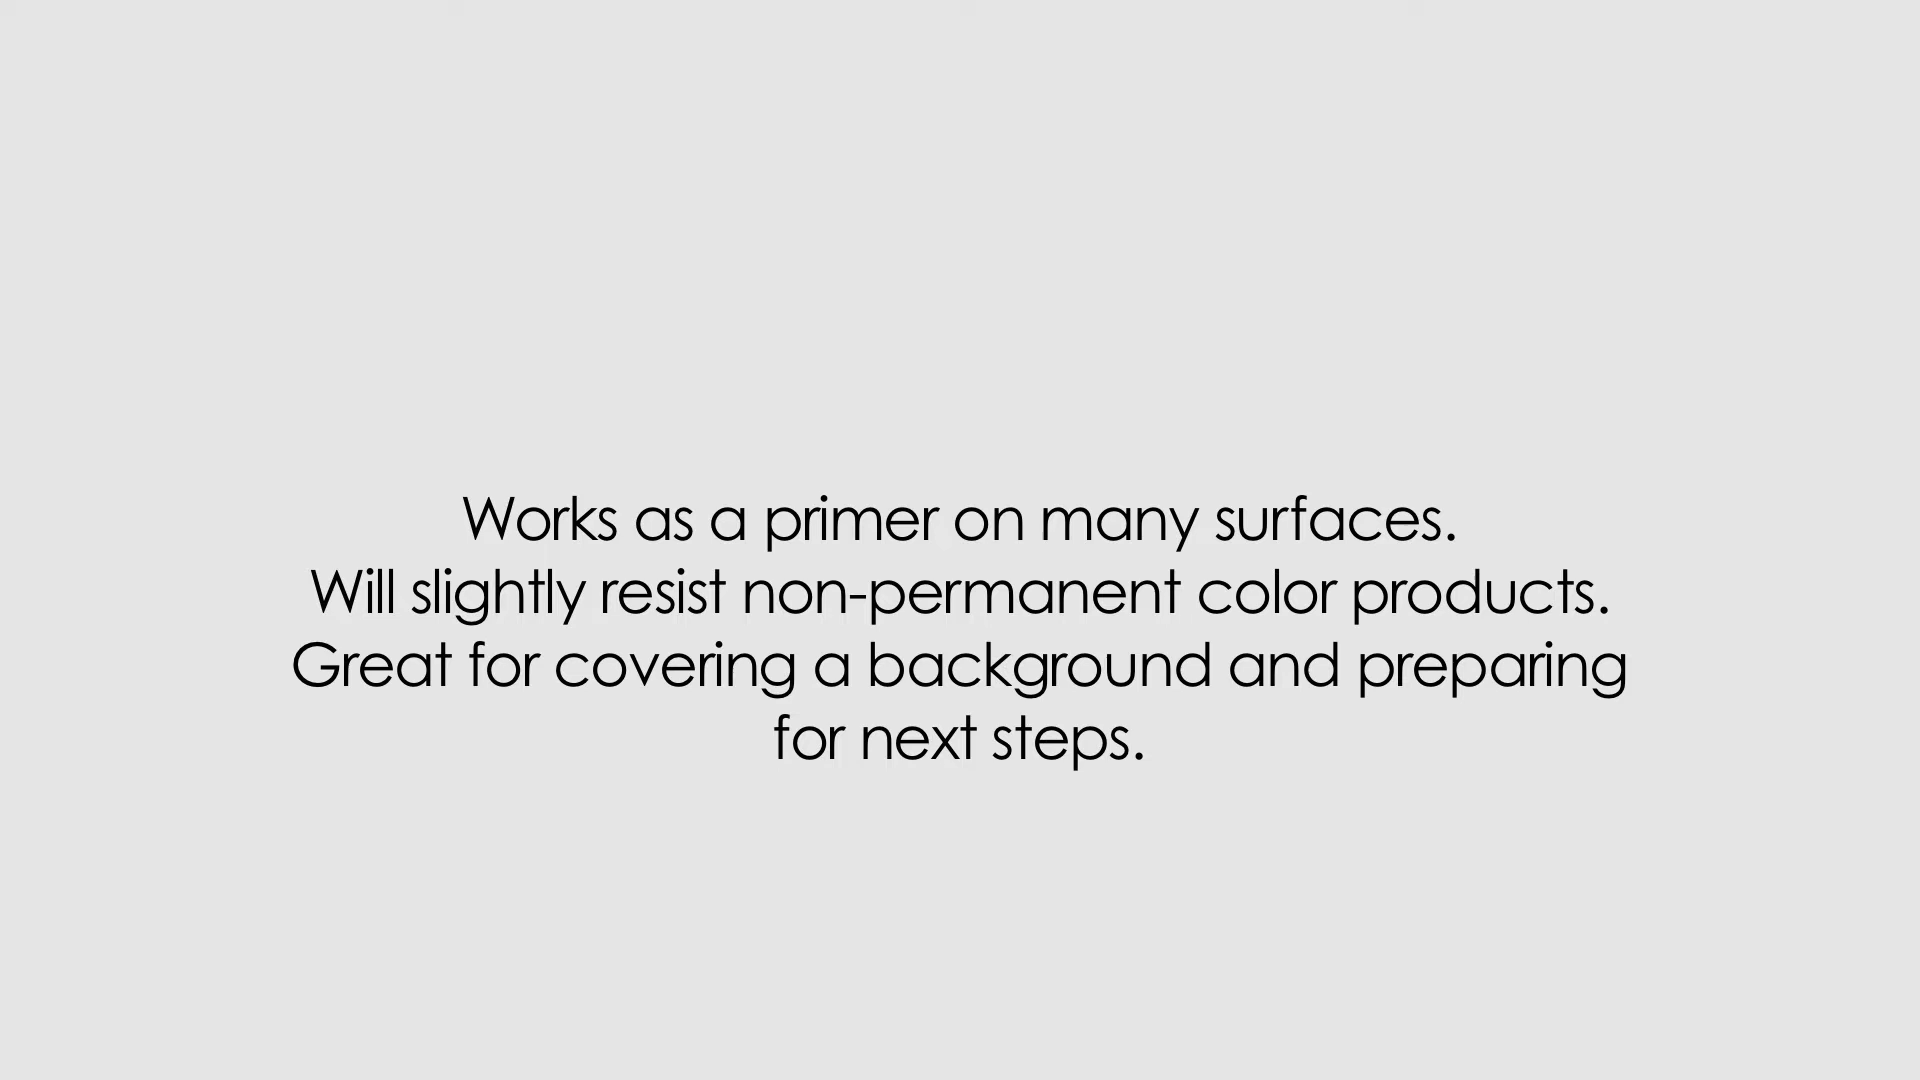 Works as a primer on many surfaces.
Will slightly resist non-permanent color products.
Great for covering a background and preparing
for next steps.